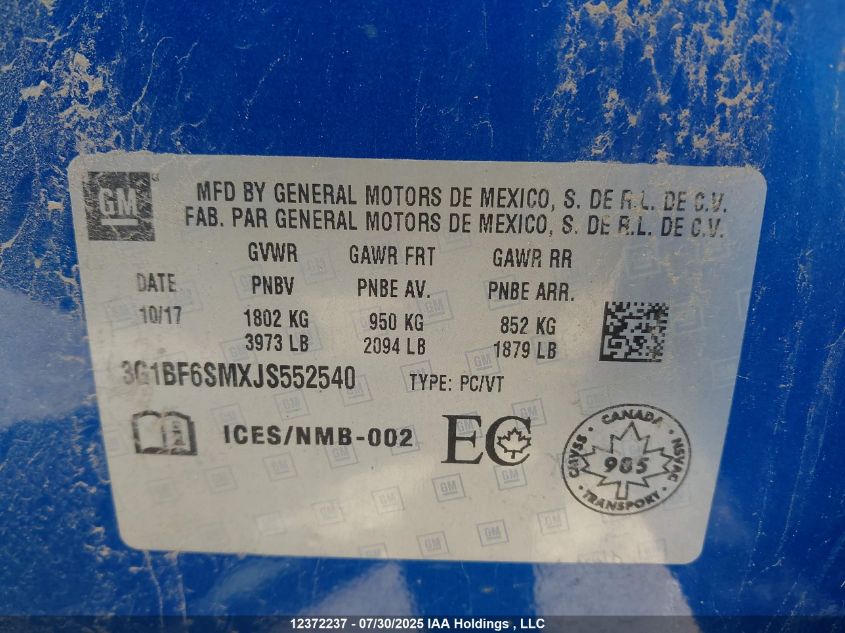 GM
MFD BY GENERAL MOTORS DE MEXICO, S. DE R.L. DE C.V.
FAB. PAR GENERAL MOTORS DE MEXICO, S. DE R.L. DE C.V.
GVWR GAWR FRT GAWR RR
DATE PNBV PNBE AV. PNBE ARR.
10/17 1802 KG 950 KG 852 KG
3973 LB 2094 LB 1879 LB
3G1BF6SMXJS552540 TYPE: PC/VT
ICES/NMB-002 EC
CANADA
CMVSS 905 NSVAC
TRANSPORT
12372237 - 07/30/2025 IAA Holdings , LLC